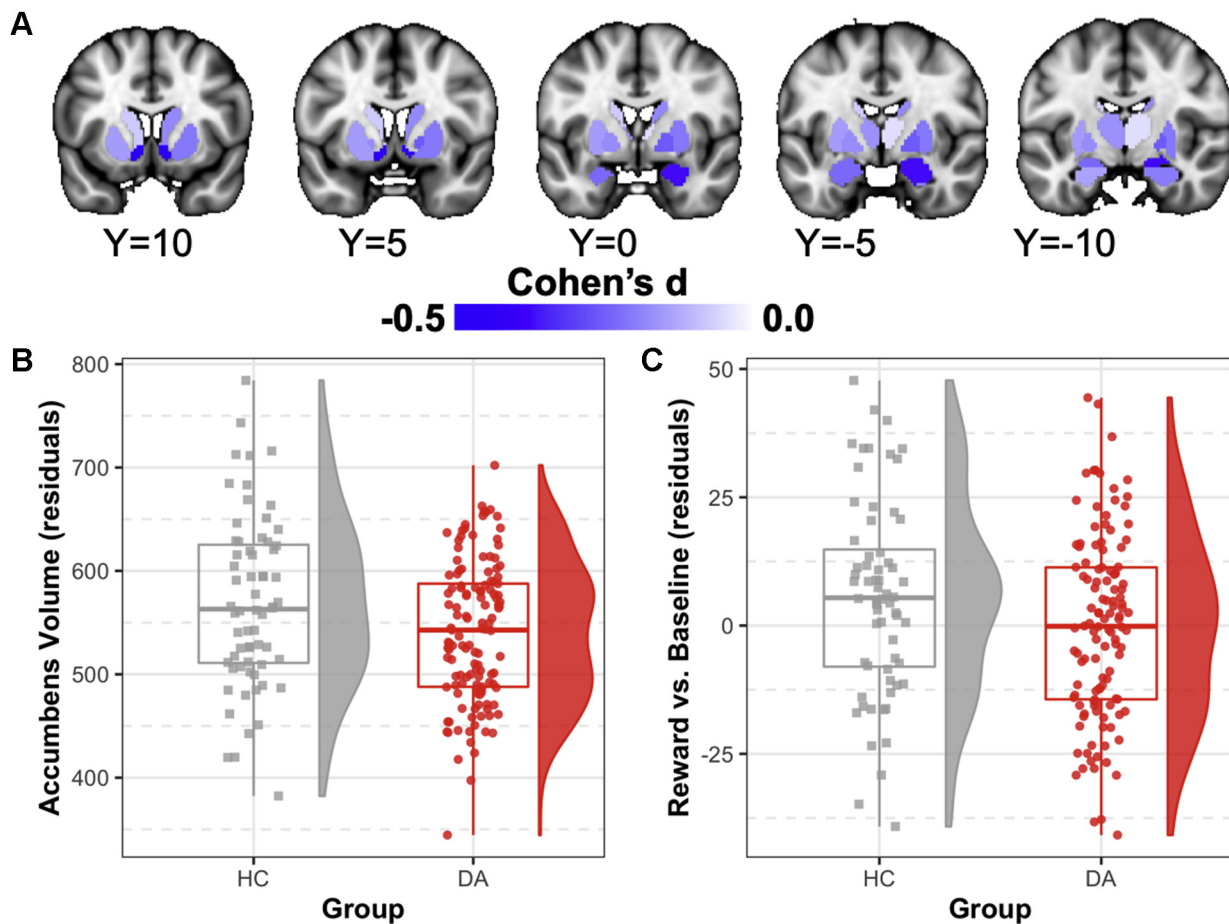 A
Y=10 Y=5 Y=0 Y=-5 Y=-10
Cohen's d
-0.5 0.0
B
800
700
600
500
400
Accumbens Volume (residuals)
HC DA
Group
C
50
25
0
-25
Reward vs. Baseline (residuals)
HC DA
Group